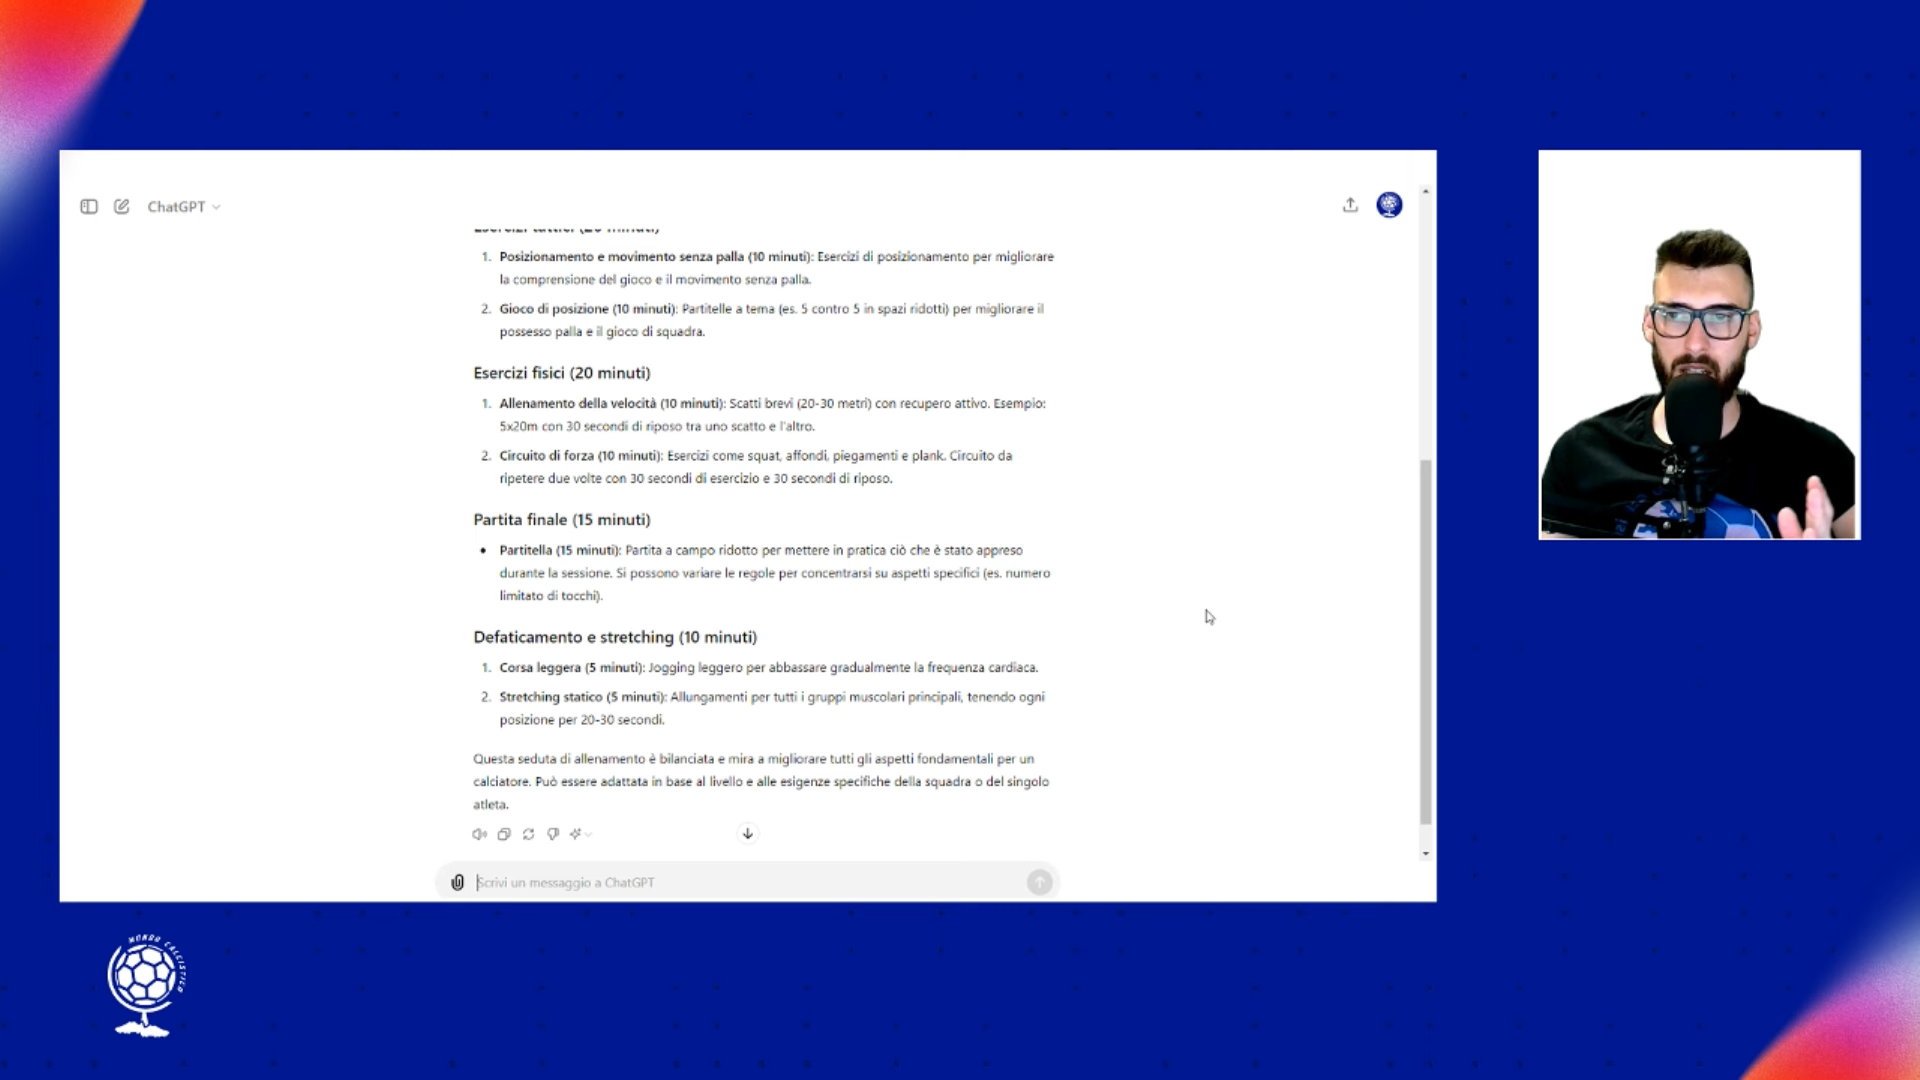 ChatGPT
Esercizi tattici (20 minuti)
1. Posizionamento e movimento senza palla (10 minuti): Esercizi di posizionamento per migliorare
la comprensione del gioco e il movimento senza palla.
2. Gioco di posizione (10 minuti): Partitelle a tema (es. 5 contro 5 in spazi ridotti) per migliorare il
possesso palla e il gioco di squadra.
Esercizi fisici (20 minuti)
1. Allenamento della velocità (10 minuti): Scatti brevi (20-30 metri) con recupero attivo. Esempio:
5x20m con 30 secondi di riposo tra uno scatto e l'altro.
2. Circuito di forza (10 minuti): Esercizi come squat, affondi, piegamenti e plank. Circuito da
ripetere due volte con 30 secondi di esercizio e 30 secondi di riposo.
Partita finale (15 minuti)
• Partitella (15 minuti): Partita a campo ridotto per mettere in pratica ciò che è stato appreso
durante la sessione. Si possono variare le regole per concentrarsi su aspetti specifici (es. numero
limitato di tocchi).
Defaticamento e stretching (10 minuti)
1. Corsa leggera (5 minuti): Jogging leggero per abbassare gradualmente la frequenza cardiaca.
2. Stretching statico (5 minuti): Allungamenti per tutti i gruppi muscolari principali, tenendo ogni
posizione per 20-30 secondi.
Questa seduta di allenamento è bilanciata e mira a migliorare tutti gli aspetti fondamentali per un
calciatore. Può essere adattata in base al livello e alle esigenze specifiche della squadra o del singolo
atleta.
Scrivi un messaggio a ChatGPT
MONDO CALCISTICO